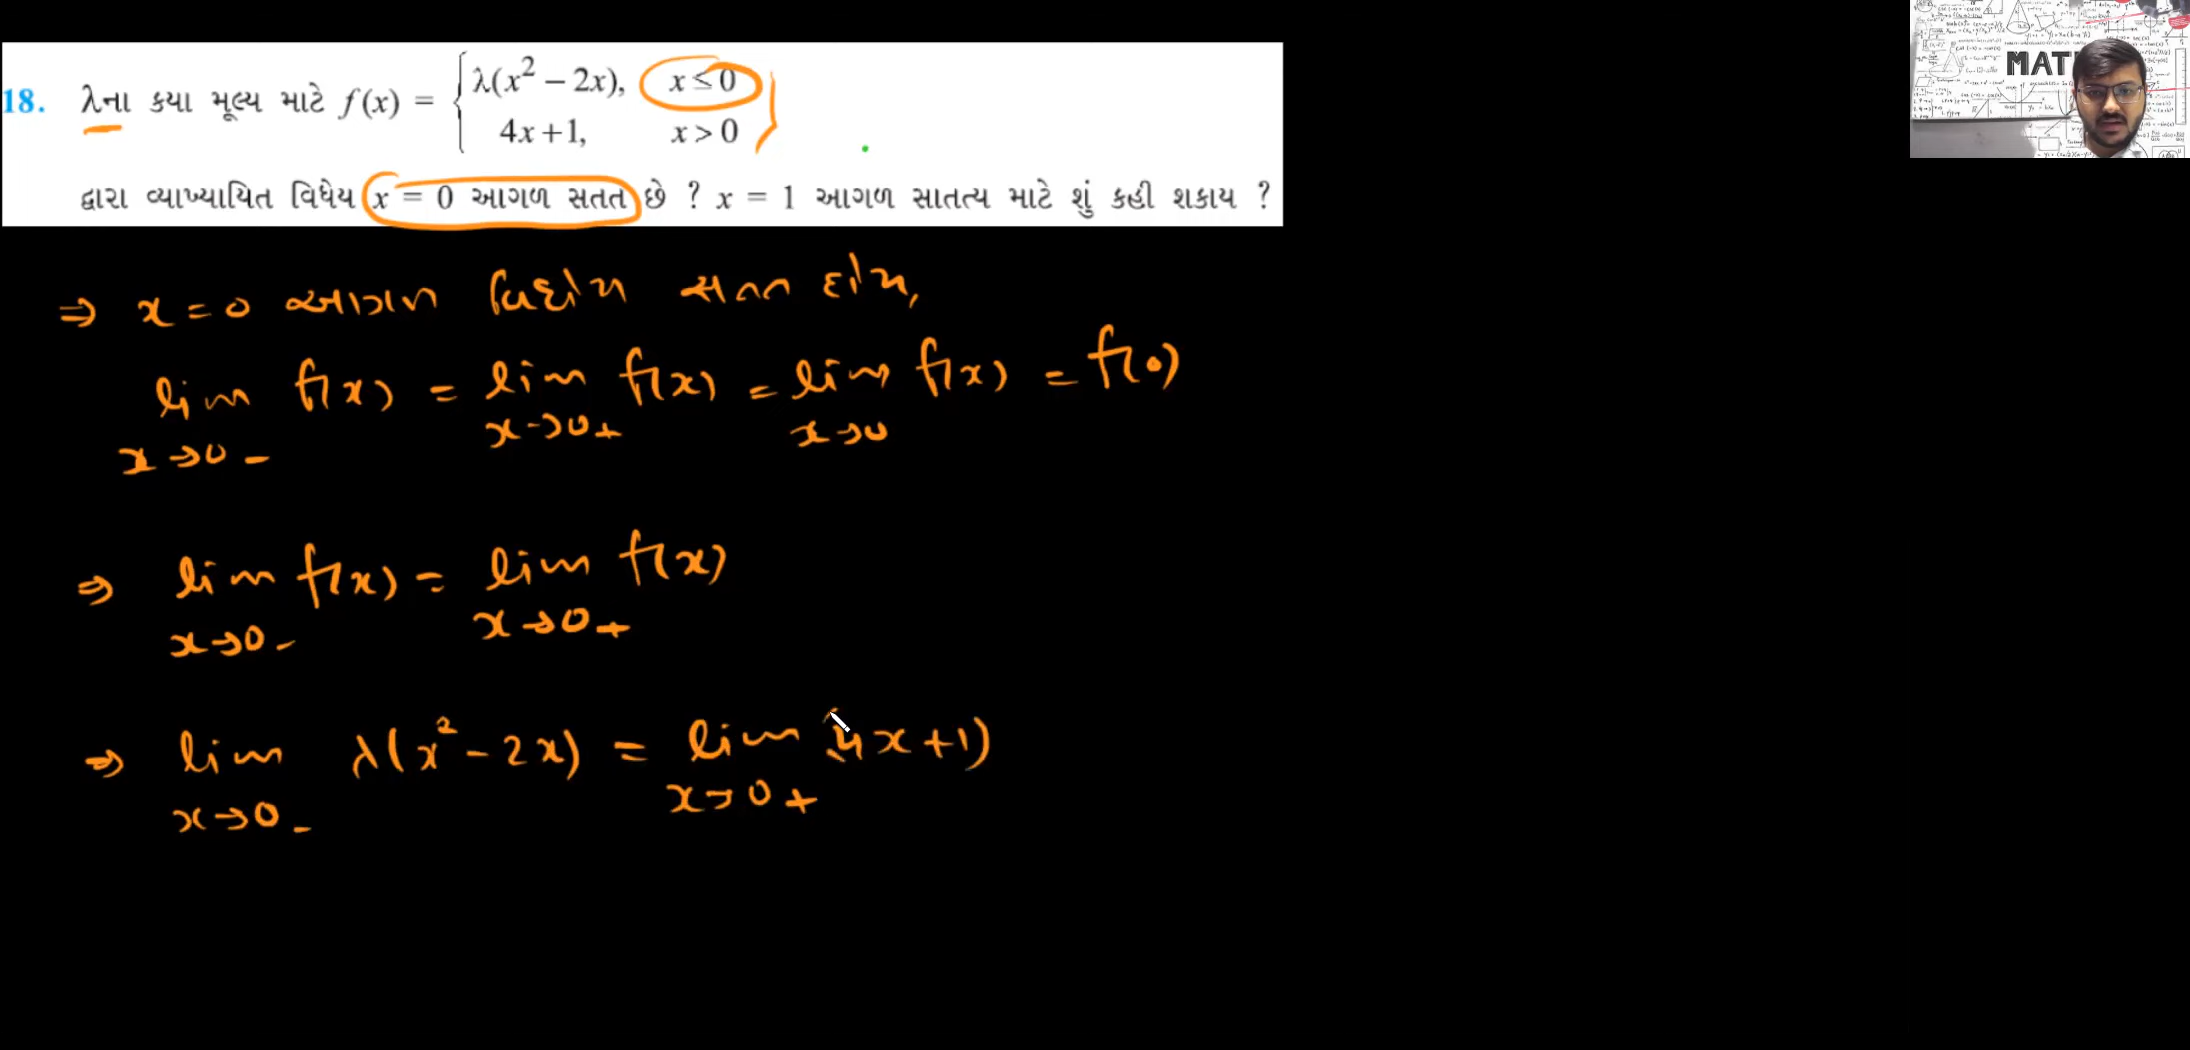 18. λના કયા મૂલ્ય માટે f(x) = { λ(x² − 2x), x ≤ 0
4x + 1, x > 0
દ્વારા વ્યાખ્યાયિત વિધેય x = 0 આગળ સતત છે ? x = 1 આગળ સાતત્ય માટે શું કહી શકાય ?
⇒ x = 0 આગળ વિધેય સતત હોય,
lim f(x) = lim f(x) = lim f(x) = f(0)
x→0− x→0+ x→0
⇒ lim f(x) = lim f(x)
x→0− x→0+
⇒ lim λ(x² − 2x) = lim (4x + 1)
x→0− x→0+
MAT